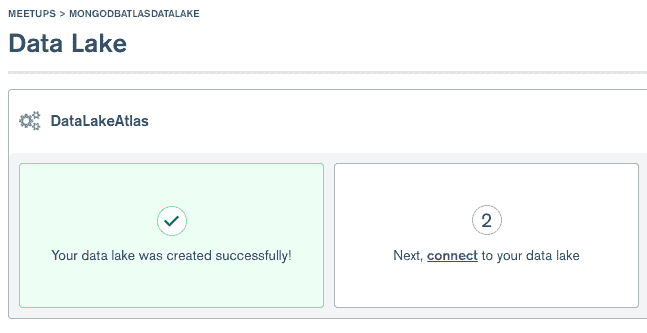 MEETUPS > MONGODBATLASDATALAKE
Data Lake
DataLakeAtlas
Your data lake was created successfully!
2
Next, connect to your data lake